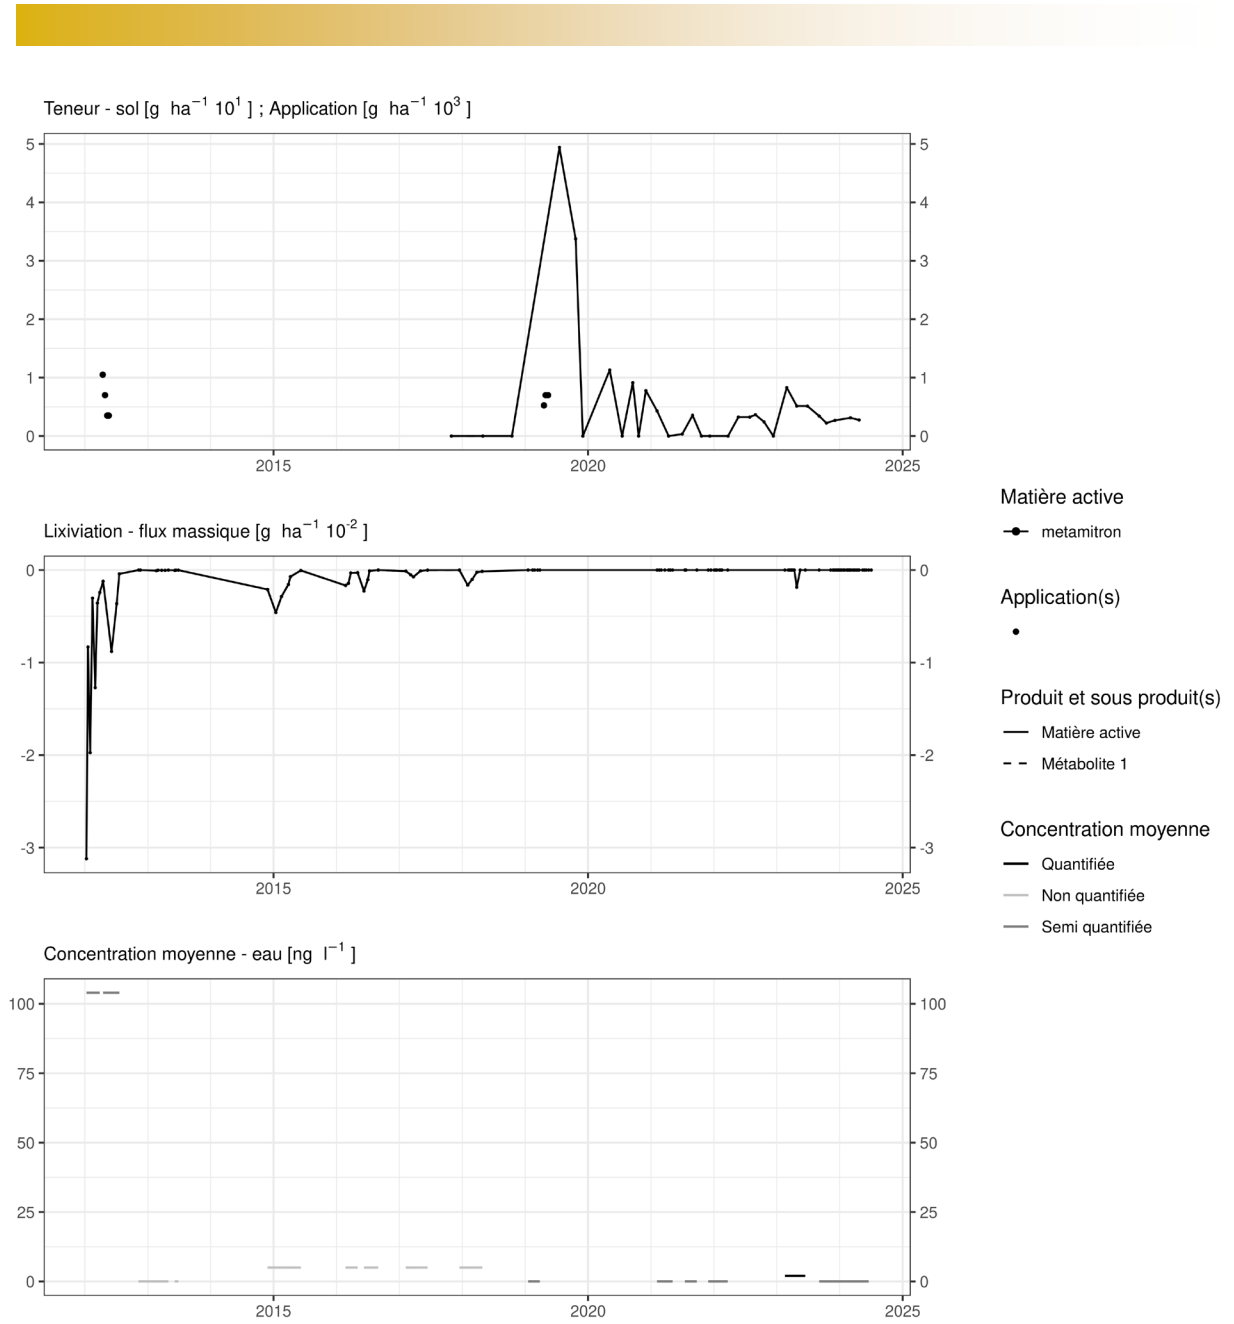 Teneur - sol [g ha⁻¹ 10¹ ] ; Application [g ha⁻¹ 10³ ]
5 5
4 4
3 3
2 2
1 1
0 0
2015 2020 2025
Lixiviation - flux massique [g ha⁻¹ 10⁻² ]
0 0
-1 -1
-2 -2
-3 -3
2015 2020 2025
Concentration moyenne - eau [ng l⁻¹ ]
100 100
75 75
50 50
25 25
0 0
2015 2020 2025
Matière active
metamitron
Application(s)
Produit et sous produit(s)
Matière active
Métabolite 1
Concentration moyenne
Quantifiée
Non quantifiée
Semi quantifiée